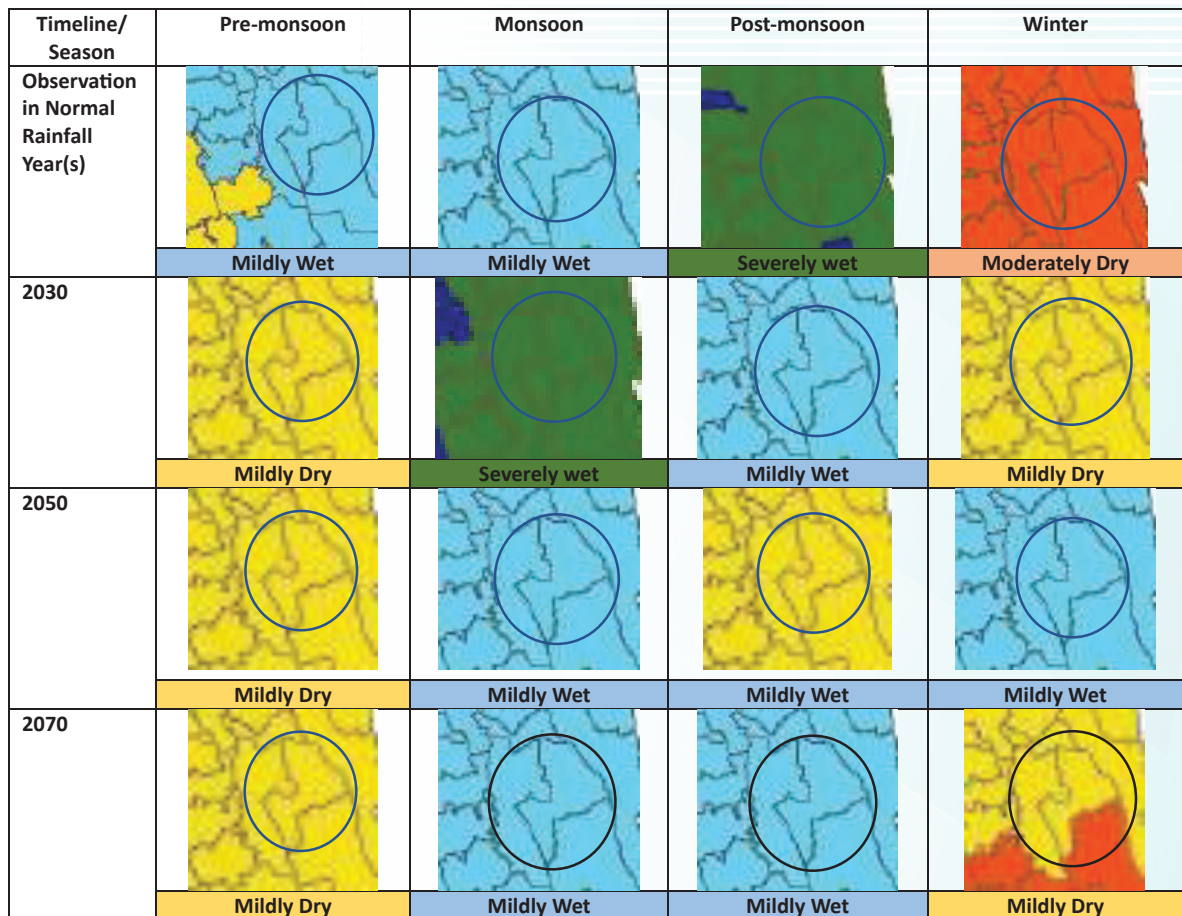 Timeline/ Pre-monsoon Monsoon Post-monsoon Winter
Season
Observation
in Normal
Rainfall
Year(s)
Mildly Wet Mildly Wet Severely wet Moderately Dry
2030
Mildly Dry Severely wet Mildly Wet Mildly Dry
2050
Mildly Dry Mildly Wet Mildly Wet Mildly Wet
2070
Mildly Dry Mildly Wet Mildly Wet Mildly Dry